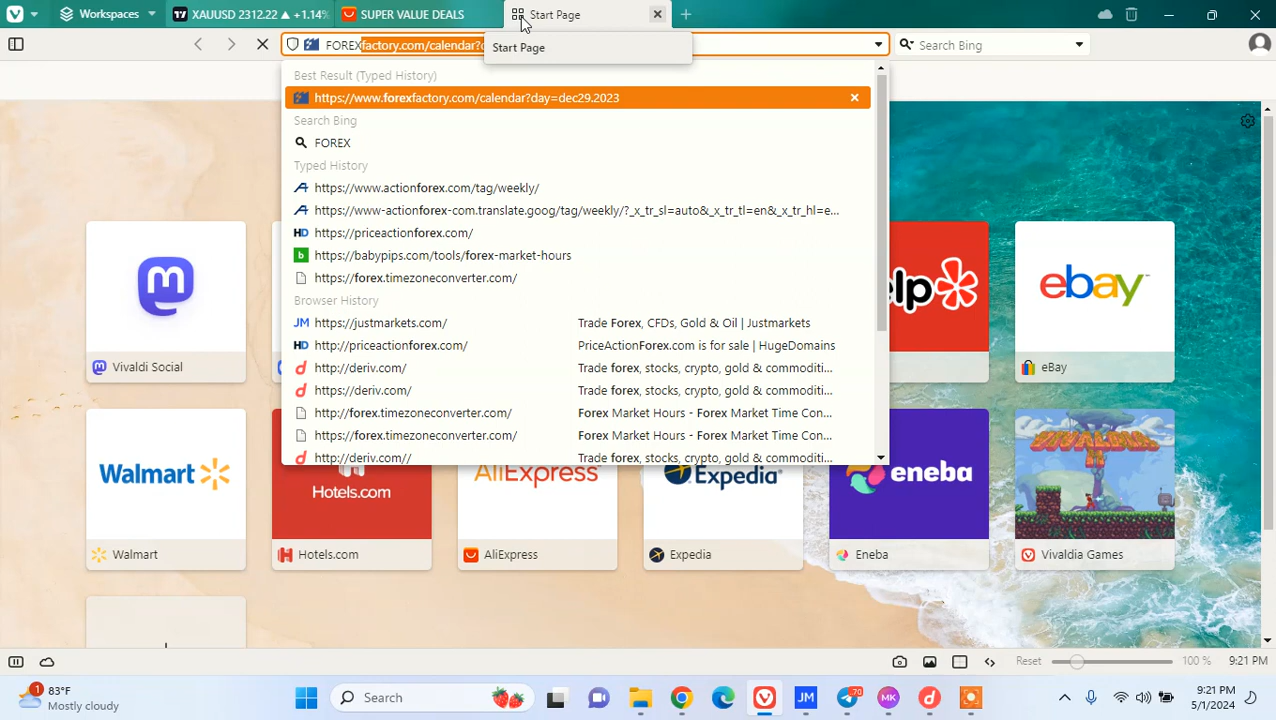 Workspaces
XAUUSD 2312.22 ▲ +1.14%
SUPER VALUE DEALS
Start Page
FOREXfactory.com/calendar?
Start Page
Search Bing
Best Result (Typed History)
https://www.forexfactory.com/calendar?day=dec29.2023
Search Bing
FOREX
Typed History
https://www.actionforex.com/tag/weekly/
https://www-actionforex-com.translate.goog/tag/weekly/?_x_tr_sl=auto&_x_tr_tl=en&_x_tr_hl=e...
https://priceactionforex.com/
https://babypips.com/tools/forex-market-hours
https://forex.timezoneconverter.com/
Browser History
https://justmarkets.com/ Trade Forex, CFDs, Gold & Oil | Justmarkets
http://priceactionforex.com/ PriceActionForex.com is for sale | HugeDomains
http://deriv.com/ Trade forex, stocks, crypto, gold & commoditi...
https://deriv.com/ Trade forex, stocks, crypto, gold & commoditi...
http://forex.timezoneconverter.com/ Forex Market Hours - Forex Market Time Con...
https://forex.timezoneconverter.com/ Forex Market Hours - Forex Market Time Con...
http://deriv.com// Trade forex, stocks, crypto, gold & commoditi...
Vivaldi Social
elp
ebay
eBay
Walmart
Hotels.com
AliExpress
Expedia
eneba
VIVALDIA
Walmart
Hotels.com
AliExpress
Expedia
Eneba
Vivaldia Games
Reset
100 %
9:21 PM
1
83°F
Mostly cloudy
Search
JM
70
MK
9:21 PM
5/1/2024